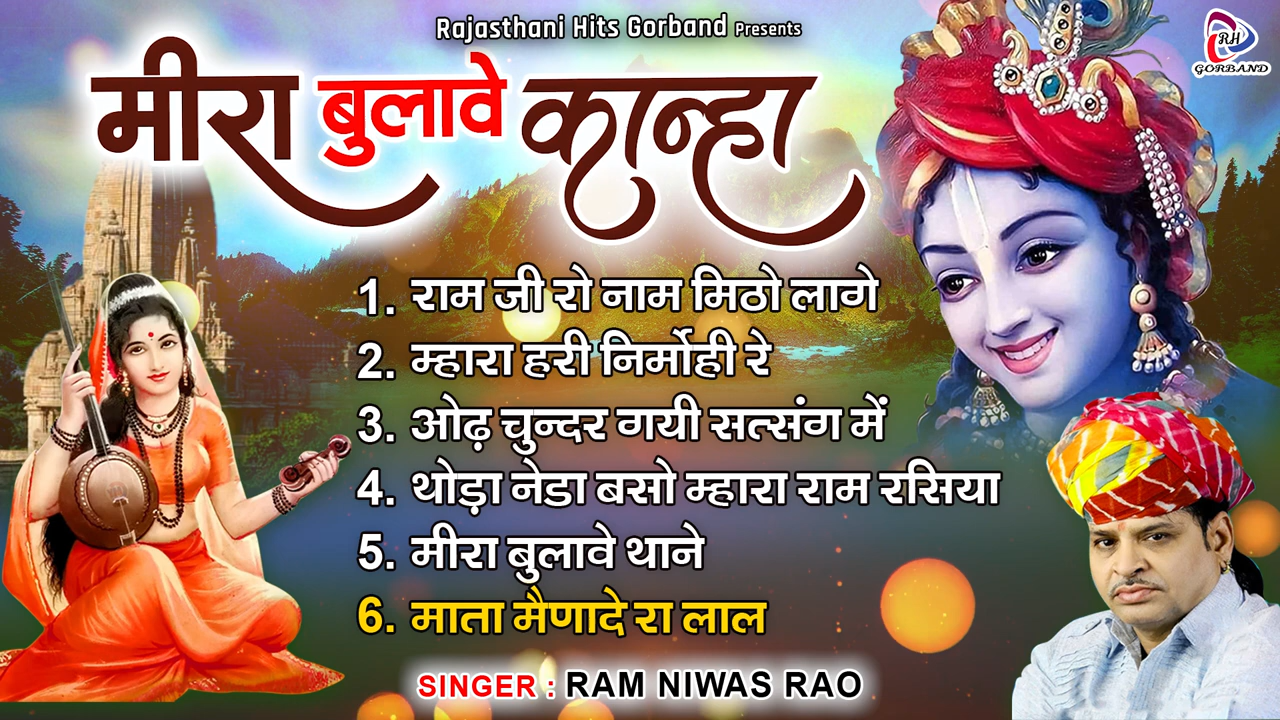 Rajasthani Hits Gorband Presents
RH
GORBAND
मीरा बुलावे कान्हा
1. राम जी रो नाम मिठो लागे
2. म्हारा हरी निर्मोही रे
3. ओढ़ चुन्दर गयी सत्संग में
4. थोड़ा नेडा बसो म्हारा राम रसिया
5. मीरा बुलावे थाने
6. माता मैणादे रा लाल
SINGER : RAM NIWAS RAO